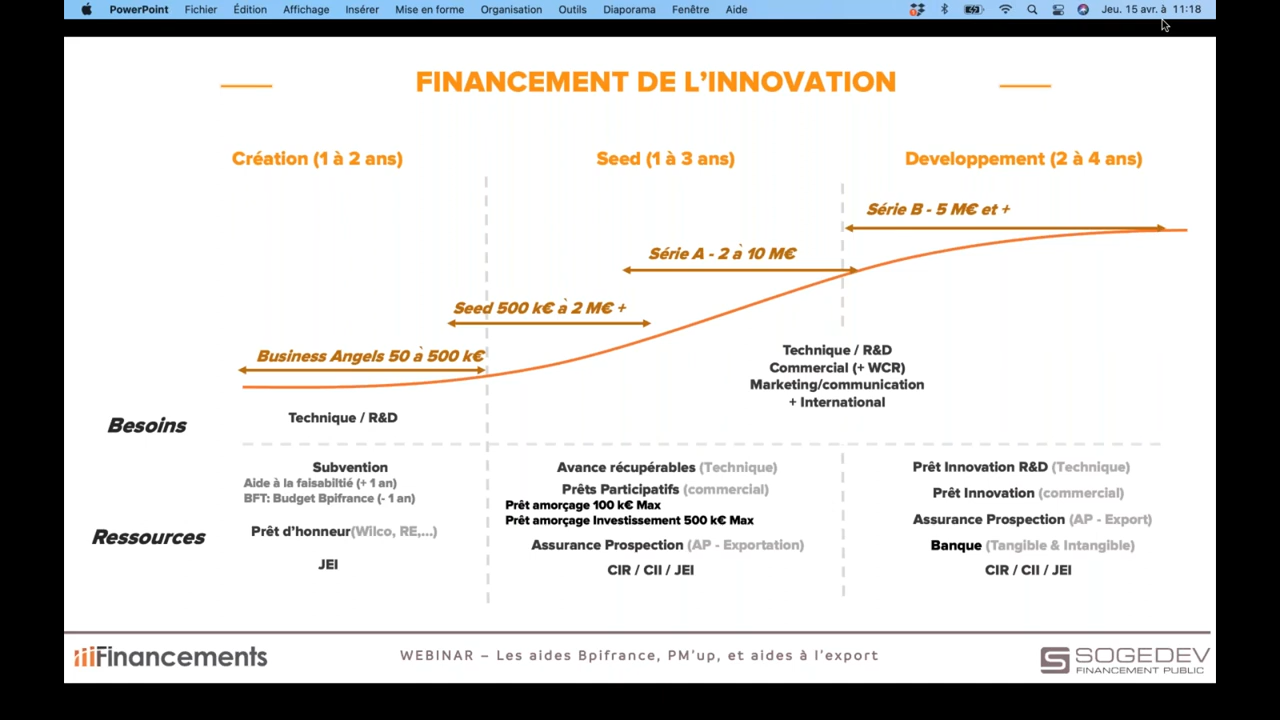 PowerPoint Fichier Édition Affichage Insérer Mise en forme Organisation Outils Diaporama Fenêtre Aide Jeu. 15 avr. à 11:18
FINANCEMENT DE L'INNOVATION
Création (1 à 2 ans)
Seed (1 à 3 ans)
Developpement (2 à 4 ans)
Série B - 5 M€ et +
Série A - 2 à 10 M€
Seed 500 k€ à 2 M€ +
Business Angels 50 à 500 k€
Technique / R&D
Commercial (+ WCR)
Marketing/communication
+ International
Besoins
Technique / R&D
Ressources
Subvention
Aide à la faisabiltié (+ 1 an)
BFT: Budget Bpifrance (- 1 an)
Prêt d'honneur(Wilco, RE,...)
JEI
Avance récupérables (Technique)
Prêts Participatifs (commercial)
Prêt amorçage 100 k€ Max
Prêt amorçage Investissement 500 k€ Max
Assurance Prospection (AP - Exportation)
CIR / CII / JEI
Prêt Innovation R&D (Technique)
Prêt Innovation (commercial)
Assurance Prospection (AP - Export)
Banque (Tangible & Intangible)
CIR / CII / JEI
Financements
WEBINAR – Les aides Bpifrance, PM'up, et aides à l'export
SOGEDEV
FINANCEMENT PUBLIC